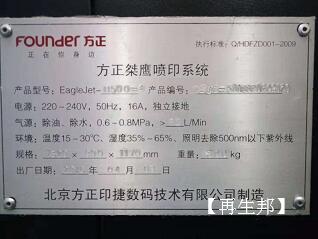 FOUNDER 方正
正在你身边
执行标准: Q/HDFZD001-2009
方正桀鹰喷印系统
产品型号: EagleJet- 产品编号:
电源: 220~240V, 50Hz, 16A, 独立接地
气源: 除油、除水, 0.6~0.8MPa, L/Min
环境: 温度15-30℃、湿度35%-65%、照明去除500nm以下紫外线
规格: mm 重量: kg
出厂日期: 年 月 日
北京方正印捷数码技术有限公司制造
【再生邦】